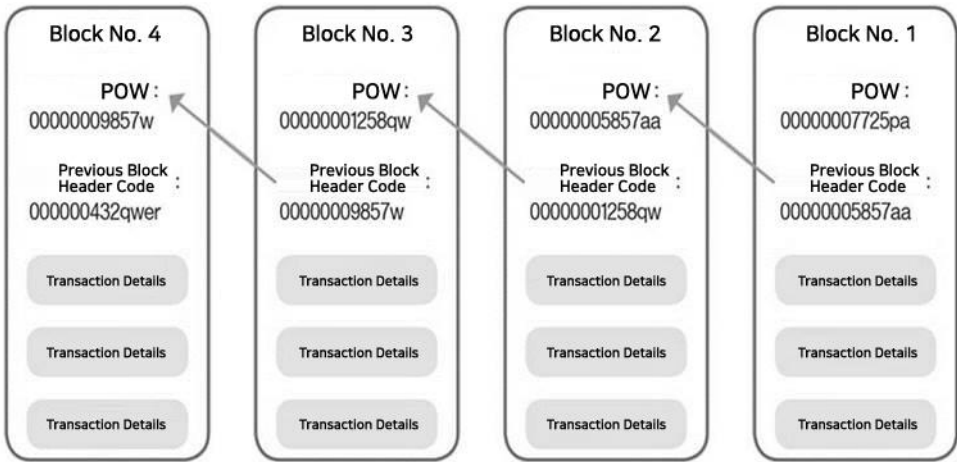 Block No. 4
POW :
00000009857w
Previous Block
Header Code :
000000432qwer
Transaction Details
Transaction Details
Transaction Details
Block No. 3
POW :
00000001258qw
Previous Block
Header Code :
00000009857w
Transaction Details
Transaction Details
Transaction Details
Block No. 2
POW :
00000005857aa
Previous Block
Header Code :
00000001258qw
Transaction Details
Transaction Details
Transaction Details
Block No. 1
POW :
00000007725pa
Previous Block
Header Code :
00000005857aa
Transaction Details
Transaction Details
Transaction Details